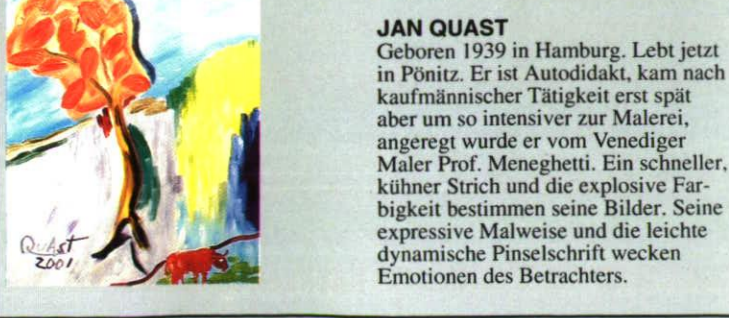 JAN QUAST
Geboren 1939 in Hamburg. Lebt jetzt
in Pönitz. Er ist Autodidakt, kam nach
kaufmännischer Tätigkeit erst spät
aber um so intensiver zur Malerei,
angeregt wurde er vom Venediger
Maler Prof. Meneghetti. Ein schneller,
kühner Strich und die explosive Far-
bigkeit bestimmen seine Bilder. Seine
expressive Malweise und die leichte
dynamische Pinselschrift wecken
Emotionen des Betrachters.
QuAst
2001